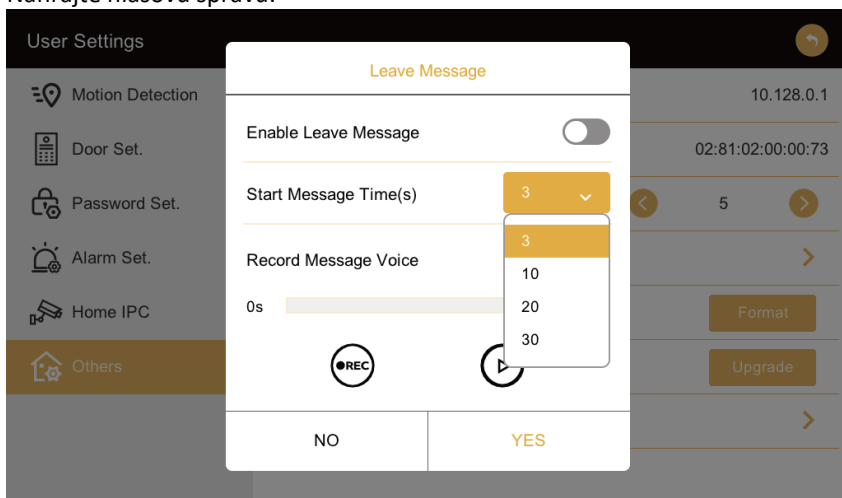 Nahrajte hlasovú správu.
User Settings
Leave Message
Motion Detection
10.128.0.1
Enable Leave Message
Door Set.
02:81:02:00:00:73
Password Set.
Start Message Time(s)
3
5
3
Alarm Set.
Record Message Voice
10
Home IPC
0s
20
Format
30
Others
REC
Upgrade
NO
YES